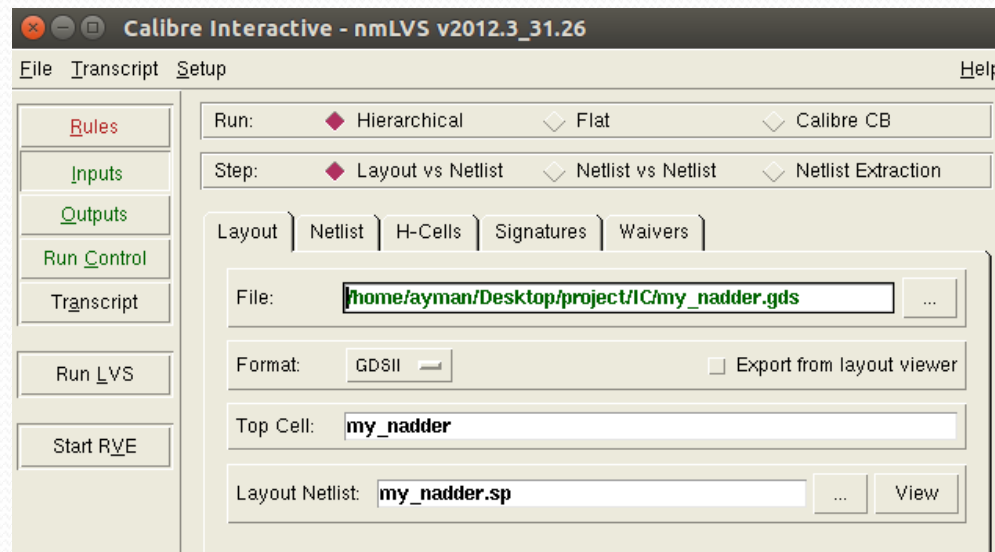 Calibre Interactive - nmLVS v2012.3_31.26
File Transcript Setup Help
Rules
Inputs
Outputs
Run Control
Transcript
Run LVS
Start RVE
Run: Hierarchical Flat Calibre CB
Step: Layout vs Netlist Netlist vs Netlist Netlist Extraction
Layout Netlist H-Cells Signatures Waivers
File: /home/ayman/Desktop/project/IC/my_nadder.gds ...
Format: GDSII Export from layout viewer
Top Cell: my_nadder
Layout Netlist: my_nadder.sp ... View